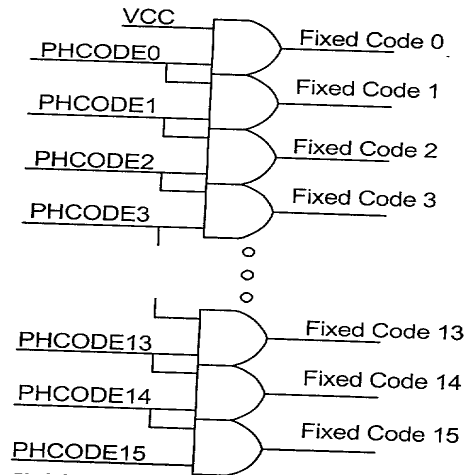 VCC
Fixed Code 0
PHCODE0
Fixed Code 1
PHCODE1
Fixed Code 2
PHCODE2
Fixed Code 3
PHCODE3
Fixed Code 13
PHCODE13
Fixed Code 14
PHCODE14
Fixed Code 15
PHCODE15